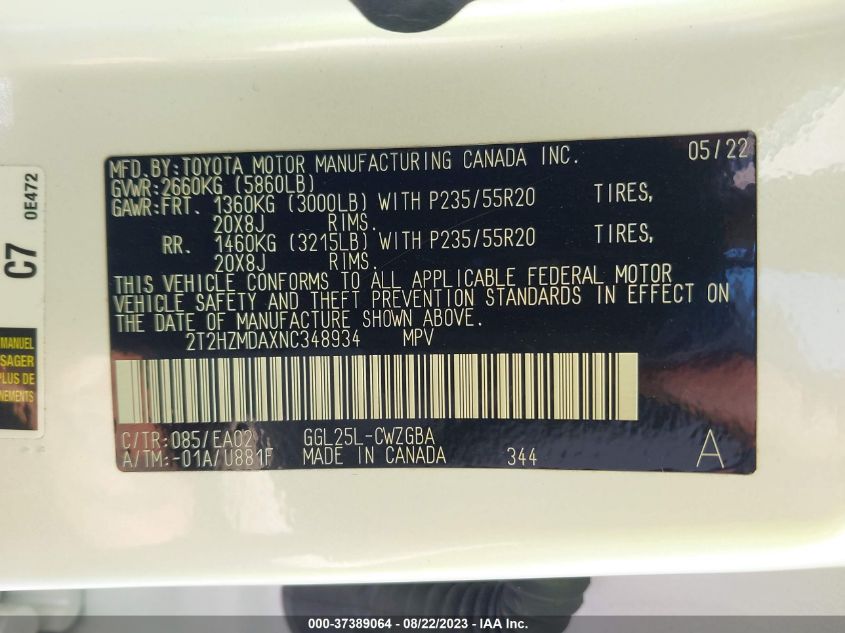 MFD.BY:TOYOTA MOTOR MANUFACTURING CANADA INC. 05/22
GVWR:2660KG (5860LB)
GAWR:FRT. 1360KG (3000LB) WITH P235/55R20 TIRES,
20X8J RIMS.
RR. 1460KG (3215LB) WITH P235/55R20 TIRES,
20X8J RIMS.
THIS VEHICLE CONFORMS TO ALL APPLICABLE FEDERAL MOTOR
VEHICLE SAFETY AND THEFT PREVENTION STANDARDS IN EFFECT ON
THE DATE OF MANUFACTURE SHOWN ABOVE.
2T2HZMDAXNC348934 MPV
C/TR:085/EA02 GGL25L-CWZGBA
A/TM:-01A/U881F MADE IN CANADA 344 A
C7 0E472
MANUEL
SAGER
PLUS DE
NEMENTS
000-37389064 - 08/22/2023 - IAA Inc.